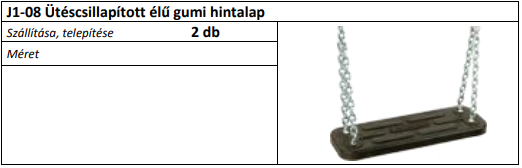 J1-08 Ütéscsillapított élű gumi hintalap
Szállítása, telepítése 2 db
Méret